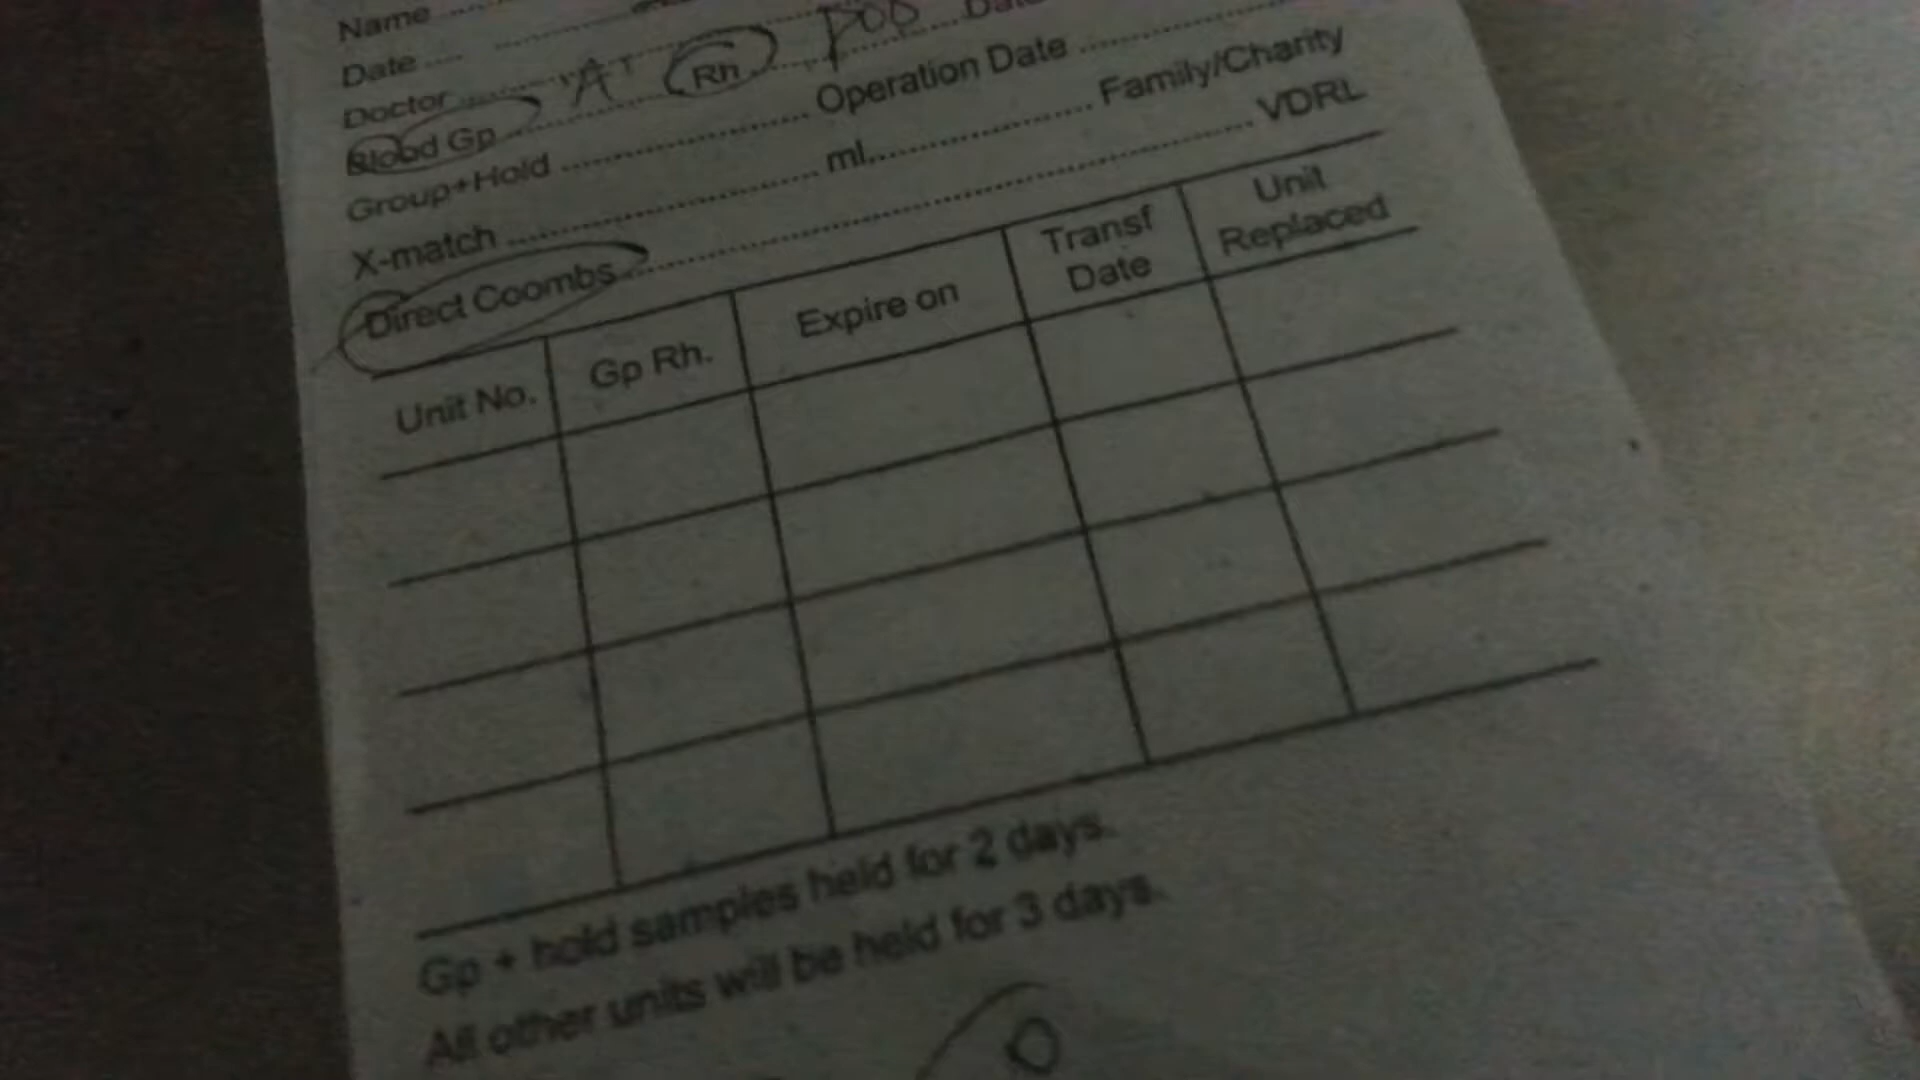 Name
Date
Doctor
Blood Gp A+ Rh
Group+Hold Operation Date
X-match ml Family/Charity
Direct Coombs VDRL
Unit No. Gp Rh. Expire on Transf Date Unit Replaced
Gp + hold samples held for 2 days.
All other units will be held for 3 days.